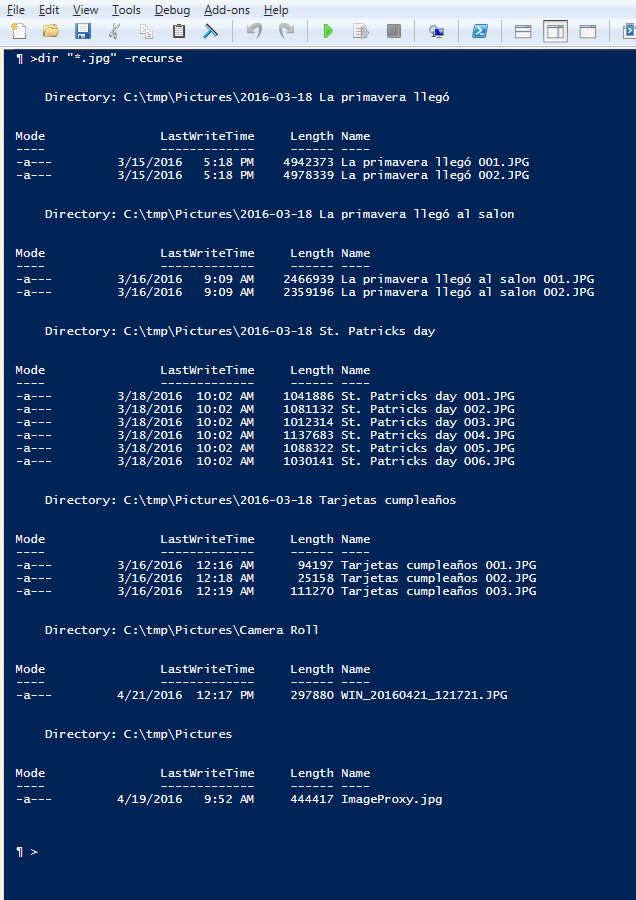 File Edit View Tools Debug Add-ons Help
¶ >dir "*.jpg" -recurse
Directory: C:\tmp\Pictures\2016-03-18 La primavera llegó
Mode LastWriteTime Length Name
---- ------------- ------ ----
-a--- 3/15/2016 5:18 PM 4942373 La primavera llegó 001.JPG
-a--- 3/15/2016 5:18 PM 4978339 La primavera llegó 002.JPG
Directory: C:\tmp\Pictures\2016-03-18 La primavera llegó al salon
Mode LastWriteTime Length Name
---- ------------- ------ ----
-a--- 3/16/2016 9:09 AM 2466939 La primavera llegó al salon 001.JPG
-a--- 3/16/2016 9:09 AM 2359196 La primavera llegó al salon 002.JPG
Directory: C:\tmp\Pictures\2016-03-18 St. Patricks day
Mode LastWriteTime Length Name
---- ------------- ------ ----
-a--- 3/18/2016 10:02 AM 1041886 St. Patricks day 001.JPG
-a--- 3/18/2016 10:02 AM 1081132 St. Patricks day 002.JPG
-a--- 3/18/2016 10:02 AM 1012314 St. Patricks day 003.JPG
-a--- 3/18/2016 10:02 AM 1137683 St. Patricks day 004.JPG
-a--- 3/18/2016 10:02 AM 1088322 St. Patricks day 005.JPG
-a--- 3/18/2016 10:02 AM 1030141 St. Patricks day 006.JPG
Directory: C:\tmp\Pictures\2016-03-18 Tarjetas cumpleaños
Mode LastWriteTime Length Name
---- ------------- ------ ----
-a--- 3/16/2016 12:16 AM 94197 Tarjetas cumpleaños 001.JPG
-a--- 3/16/2016 12:18 AM 25158 Tarjetas cumpleaños 002.JPG
-a--- 3/16/2016 12:19 AM 111270 Tarjetas cumpleaños 003.JPG
Directory: C:\tmp\Pictures\Camera Roll
Mode LastWriteTime Length Name
---- ------------- ------ ----
-a--- 4/21/2016 12:17 PM 297880 WIN_20160421_121721.JPG
Directory: C:\tmp\Pictures
Mode LastWriteTime Length Name
---- ------------- ------ ----
-a--- 4/19/2016 9:52 AM 444417 ImageProxy.jpg
¶ >